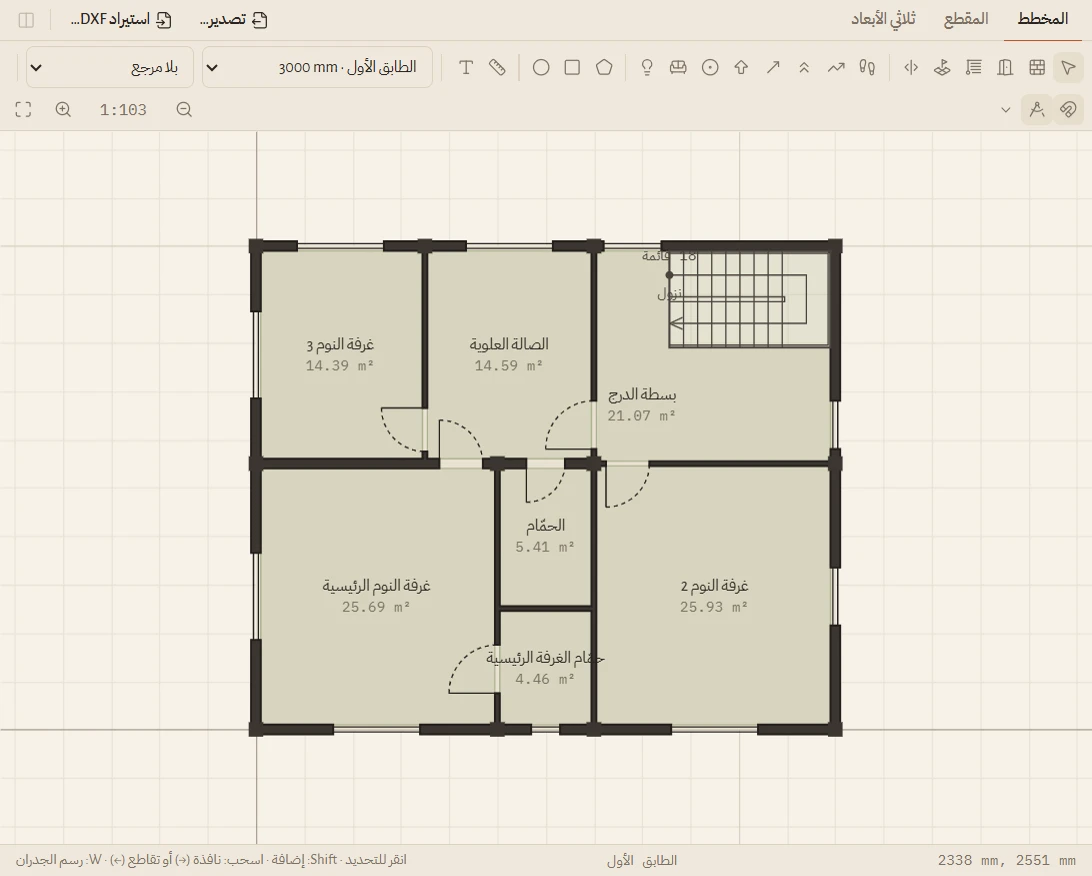 المخطط
المقطع
ثلاثي الأبعاد
تصدير...
استيراد DXF...
الطابق الأول · 3000 mm
بلا مرجع
1:103
18 قائمة
نزول
غرفة النوم 3
14.39 m²
الصالة العلوية
14.59 m²
بسطة الدرج
21.07 m²
الحمّام
5.41 m²
غرفة النوم الرئيسية
25.69 m²
غرفة النوم 2
25.93 m²
حمّام الغرفة الرئيسية
4.46 m²
انقر للتحديد · Shift: إضافة · اسحب: نافذة (→) أو تقاطع (←) · W: رسم الجدران
الطابق الأول
2338 mm, 2551 mm